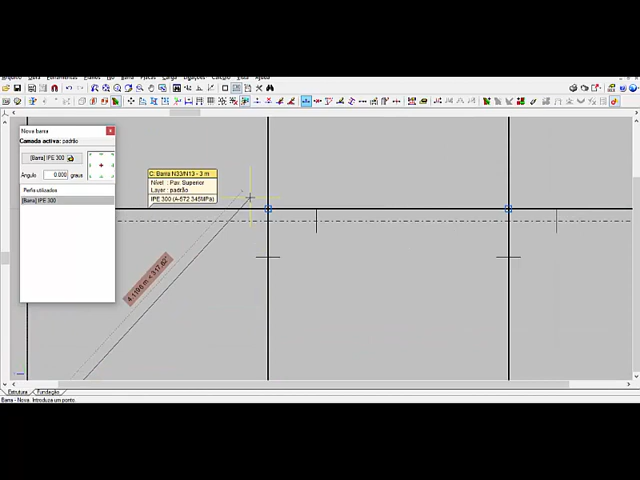 Nova barra
Camada activa: padrão
[Barra] IPE 300
Ângulo 0.000 graus
Perfis utilizados
[Barra] IPE 300
C: Barra N33/N13 - 3 m
Nível : Pav. Superior
Layer : padrão
IPE 300 (A-572 345MPa)
Estrutura Fundação
Barra - Nova. Introduza um ponto.